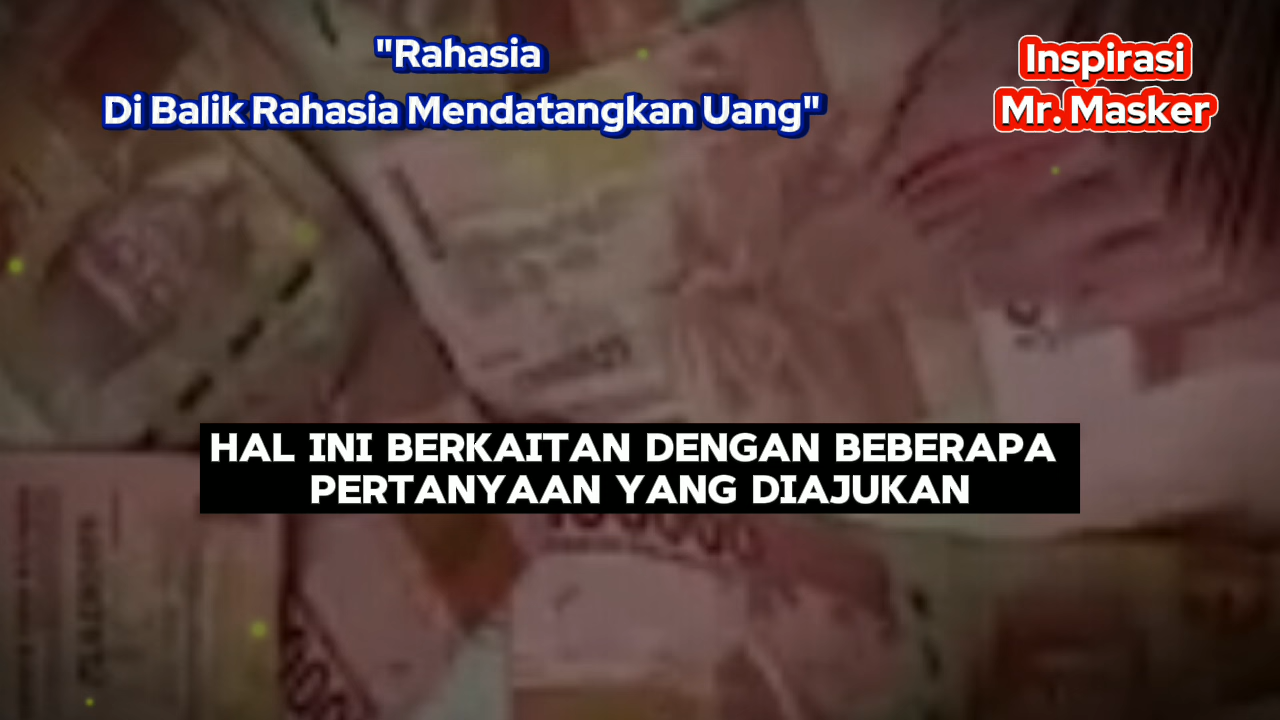 "Rahasia
Di Balik Rahasia Mendatangkan Uang"
Inspirasi
Mr. Masker
HAL INI BERKAITAN DENGAN BEBERAPA
PERTANYAAN YANG DIAJUKAN